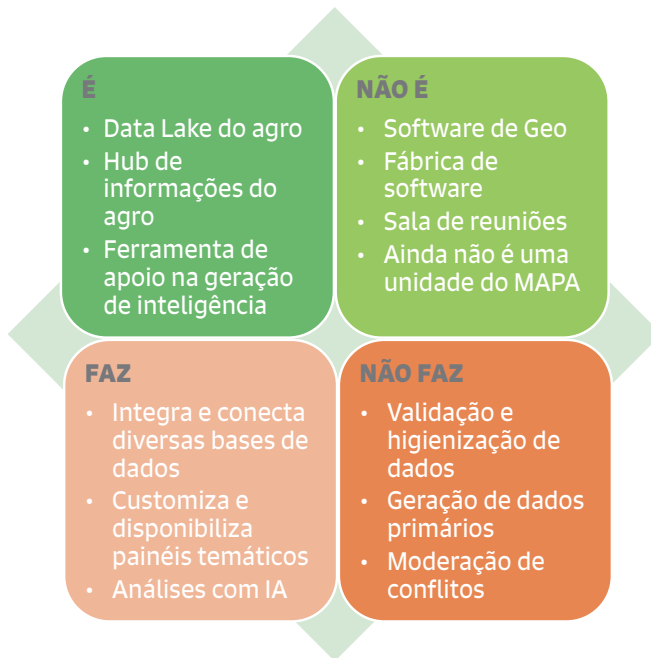 É
• Data Lake do agro
• Hub de
informações do
agro
• Ferramenta de
apoio na geração
de inteligência
NÃO É
• Software de Geo
• Fábrica de
software
• Sala de reuniões
• Ainda não é uma
unidade do MAPA
FAZ
• Integra e conecta
diversas bases de
dados
• Customiza e
disponibiliza
painéis temáticos
• Análises com IA
NÃO FAZ
• Validação e
higienização de
dados
• Geração de dados
primários
• Moderação de
conflitos